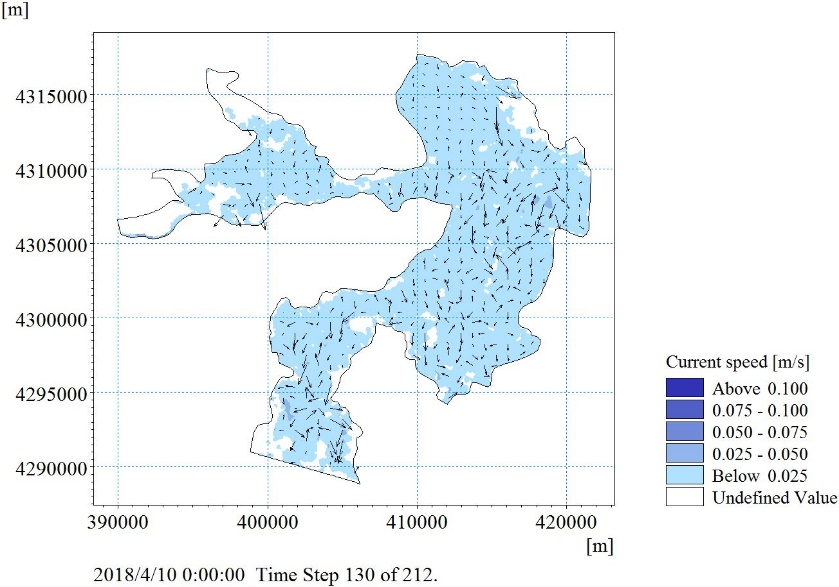 [m]
4315000
4310000
4305000
4300000
4295000
4290000
390000 400000 410000 420000
[m]
Current speed [m/s]
Above 0.100
0.075 - 0.100
0.050 - 0.075
0.025 - 0.050
Below 0.025
Undefined Value
2018/4/10 0:00:00 Time Step 130 of 212.